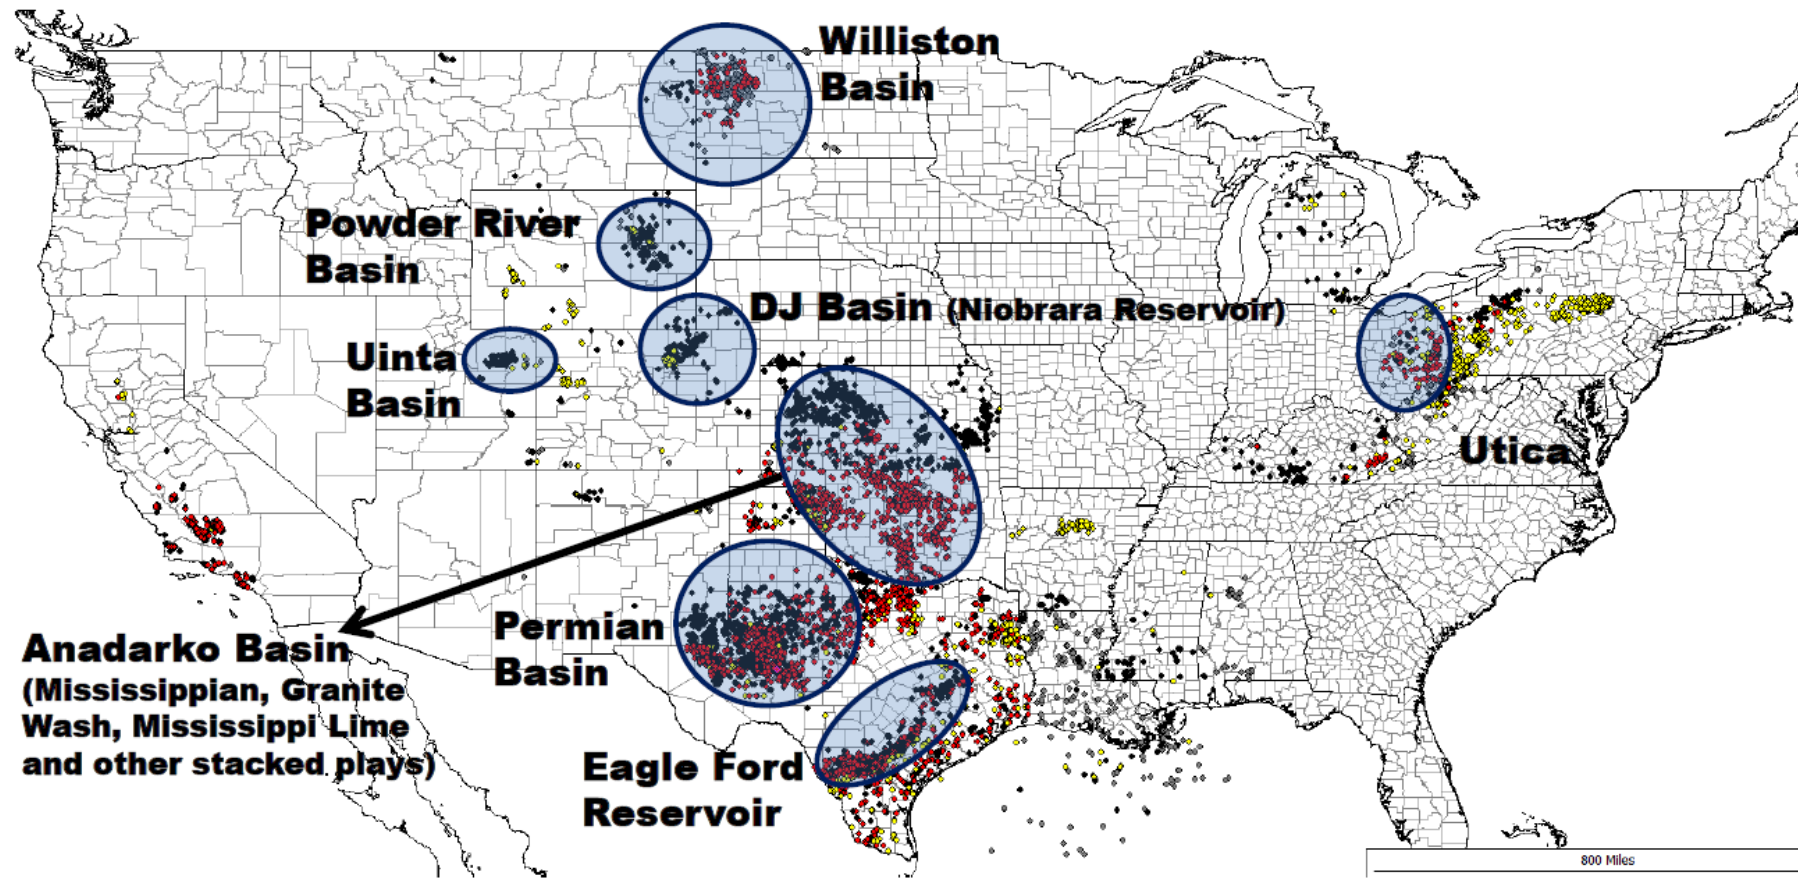 Williston
Basin
Powder River
Basin
DJ Basin (Niobrara Reservoir)
Uinta
Basin
Utica
Permian
Basin
Anadarko Basin
(Mississippian, Granite
Wash, Mississippi Lime
and other stacked plays)
Eagle Ford
Reservoir
800 Miles